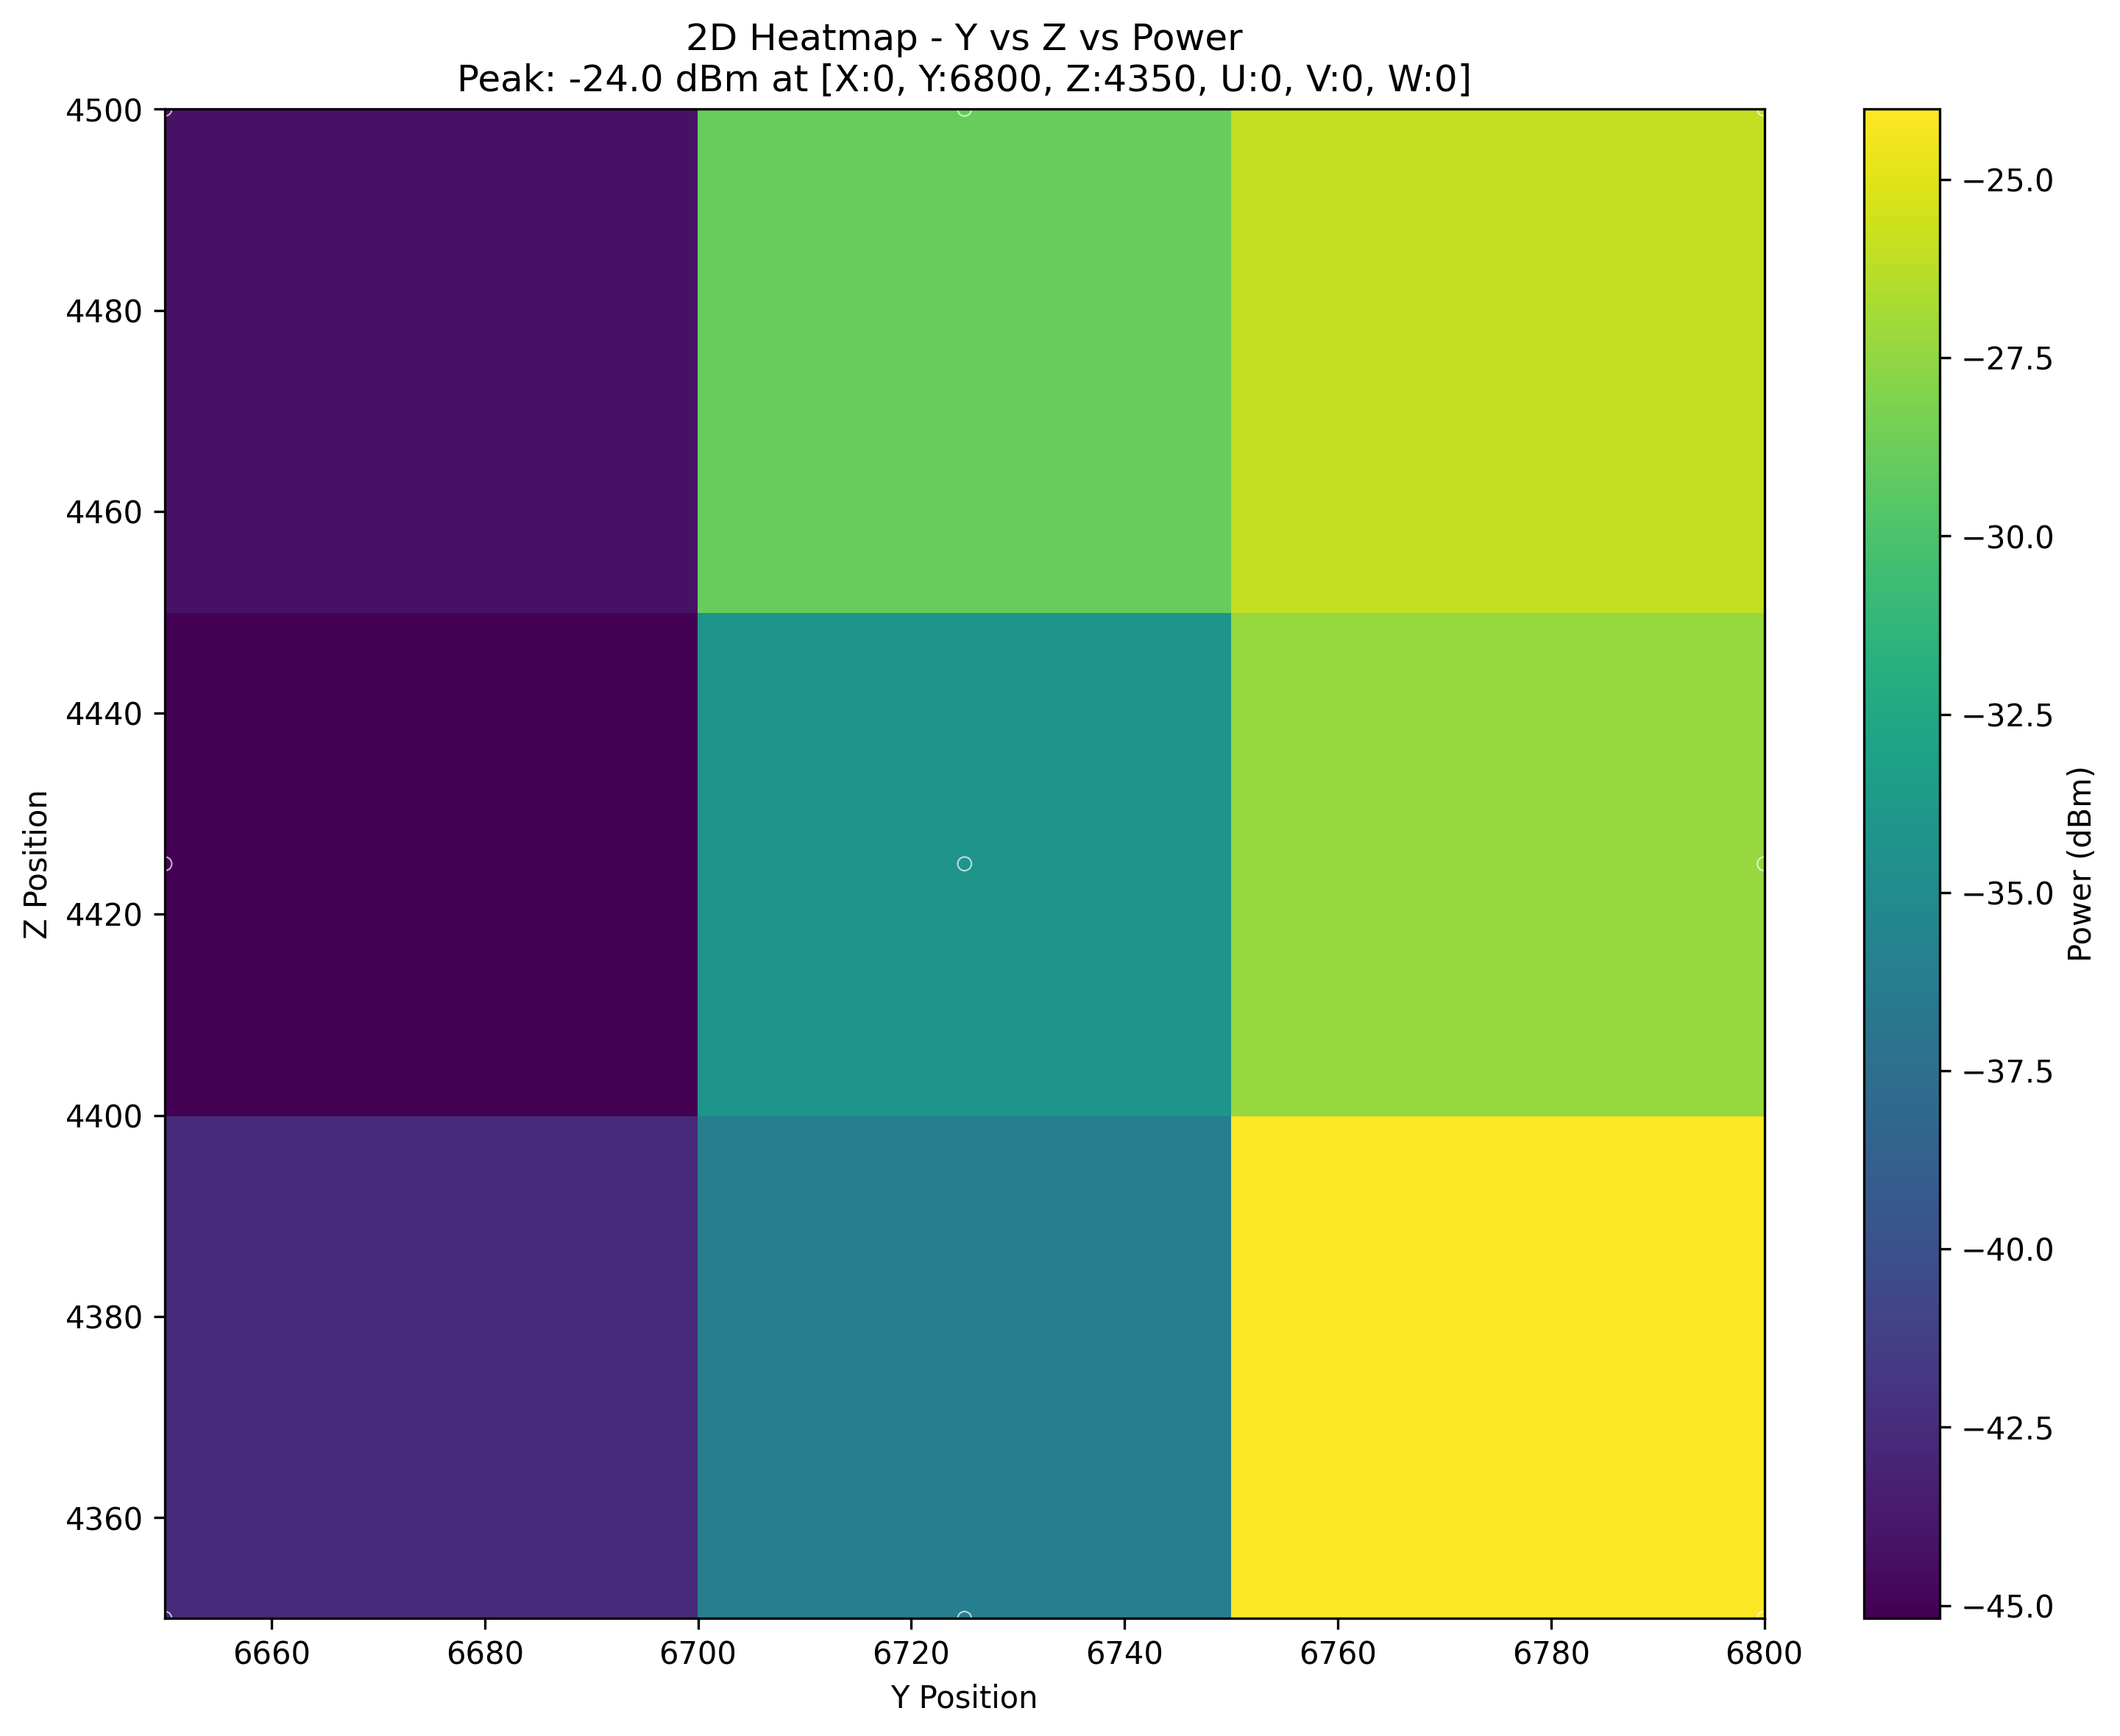 2D Heatmap - Y vs Z vs Power
Peak: -24.0 dBm at [X:0, Y:6800, Z:4350, U:0, V:0, W:0]
4500
4480
4460
4440
4420
4400
4380
4360
Z Position
6660 6680 6700 6720 6740 6760 6780 6800
Y Position
−25.0
−27.5
−30.0
−32.5
−35.0
−37.5
−40.0
−42.5
−45.0
Power (dBm)